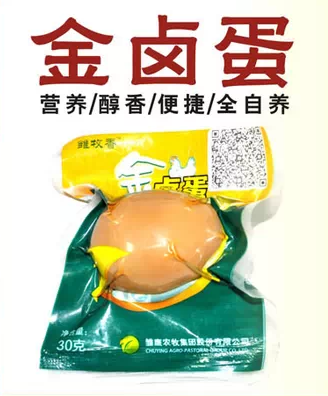 金卤蛋
营养/醇香/便捷/全自养
雏牧香
金
卤蛋
净含量:
30克
雏鹰农牧集团股份有限公司
CHUYING AGRO-PASTORAL GROUP CO.,LTD